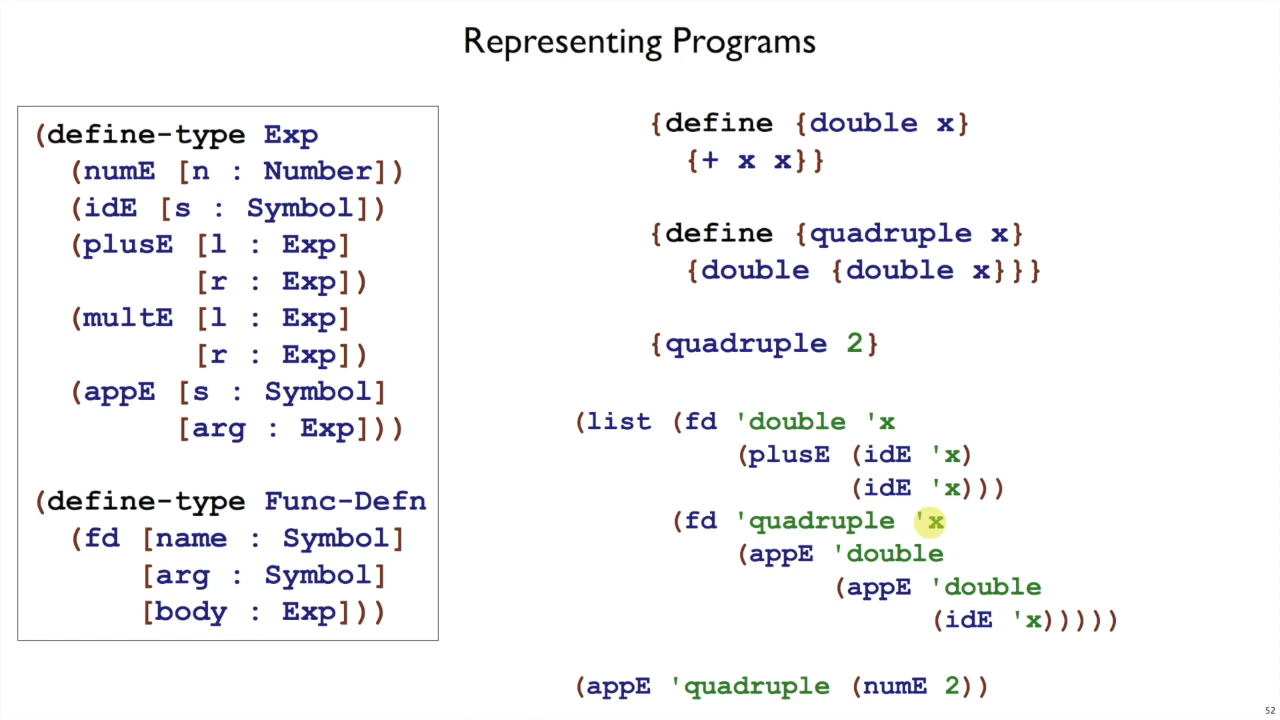 Representing Programs
(define-type Exp
(numE [n : Number])
(idE [s : Symbol])
(plusE [l : Exp]
[r : Exp])
(multE [l : Exp]
[r : Exp])
(appE [s : Symbol]
[arg : Exp]))
(define-type Func-Defn
(fd [name : Symbol]
[arg : Symbol]
[body : Exp]))
{define {double x}
{+ x x}}
{define {quadruple x}
{double {double x}}}
{quadruple 2}
(list (fd 'double 'x
(plusE (idE 'x)
(idE 'x)))
(fd 'quadruple 'x
(appE 'double
(appE 'double
(idE 'x)))))
(appE 'quadruple (numE 2))
52